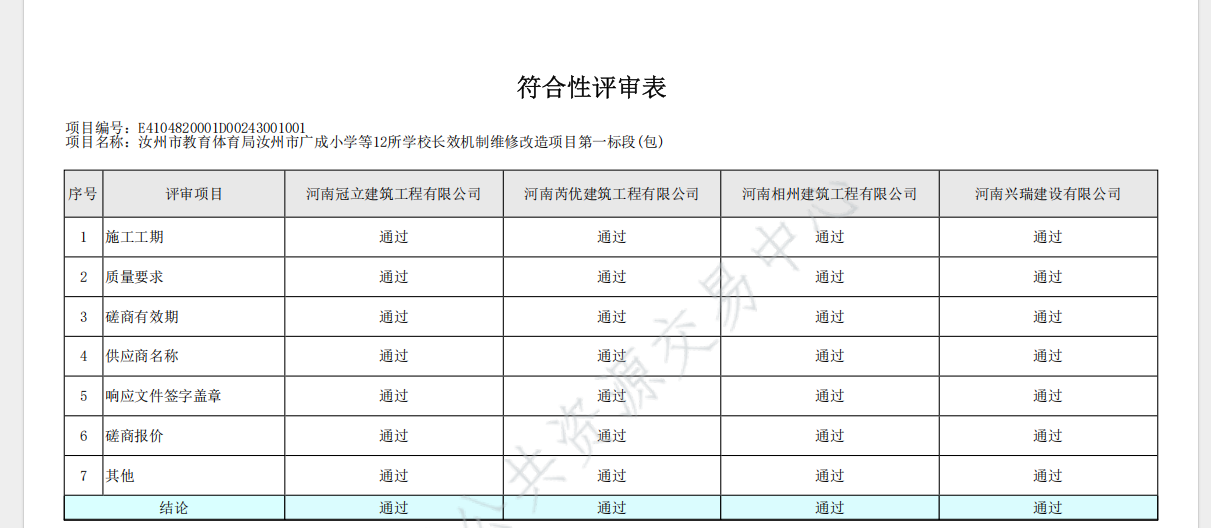 符合性评审表
项目编号：E4104820001D00243001001
项目名称：汝州市教育体育局汝州市广成小学等12所学校长效机制维修改造项目第一标段(包)
序号 评审项目 河南冠立建筑工程有限公司 河南芮优建筑工程有限公司 河南相州建筑工程有限公司 河南兴瑞建设有限公司
1 施工工期 通过 通过 通过 通过
2 质量要求 通过 通过 通过 通过
3 磋商有效期 通过 通过 通过 通过
4 供应商名称 通过 通过 通过 通过
5 响应文件签字盖章 通过 通过 通过 通过
6 磋商报价 通过 通过 通过 通过
7 其他 通过 通过 通过 通过
结论 通过 通过 通过 通过
公共资源交易中心